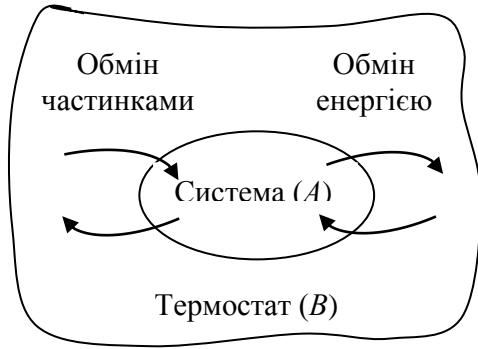 Обмін
частинками
Обмін
енергією
Система (A)
Термостат (B)